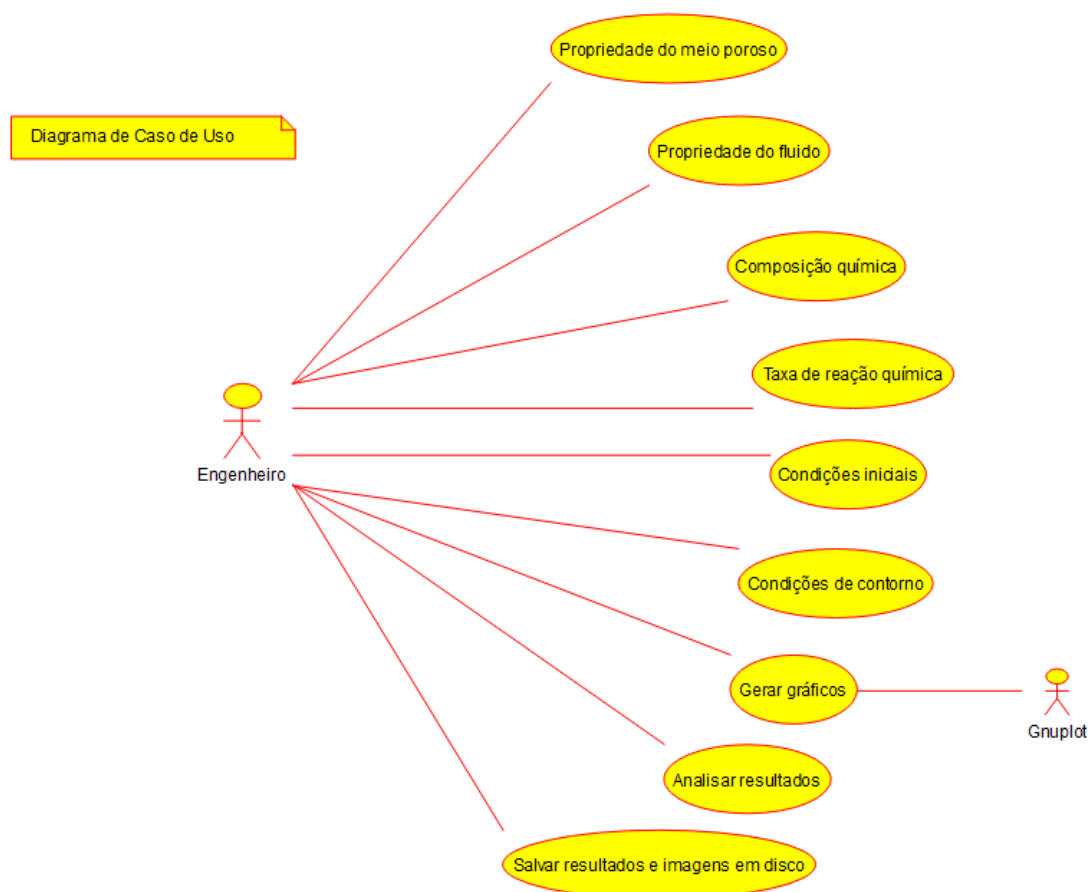 Propriedade do meio poroso
Diagrama de Caso de Uso
Propriedade do fluido
Composição química
Taxa de reação química
Engenheiro
Condições iniciais
Condições de contorno
Gerar gráficos
Gnuplot
Analisar resultados
Salvar resultados e imagens em disco